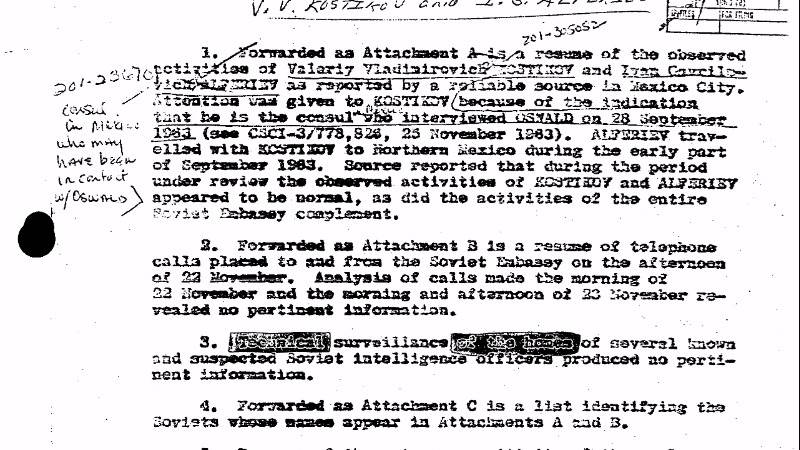 V. V. KOSTIKOV and I. G. ALFERIEV
201-305052
1. Forwarded as Attachment A is a resume of the observed
activities of Valeriy Vladimirovich KOSTIKOV and Ivan Gavrilo-
vich ALFERIEV as reported by a reliable source in Mexico City.
Attention was given to KOSTIKOV because of the indication
that he is the consul who interviewed OSWALD on 28 September
1963 (see CSCI-3/778,826, 25 November 1963). ALFERIEV trav-
elled with KOSTIKOV to Northern Mexico during the early part
of September 1963. Source reported that during the period
under review the observed activities of KOSTIKOV and ALFERIEV
appeared to be normal, as did the activities of the entire
Soviet Embassy complement.
consul
in Mexico
who may
have been
in contact
w/OSWALD
2. Forwarded as Attachment B is a resume of telephone
calls placed to and from the Soviet Embassy on the afternoon
of 22 November. Analysis of calls made the morning of
22 November and the morning and afternoon of 23 November re-
vealed no pertinent information.
3. Technical surveillance of the homes of several known
and suspected Soviet intelligence officers produced no perti-
nent information.
4. Forwarded as Attachment C is a list identifying the
Soviets whose names appear in Attachments A and B.